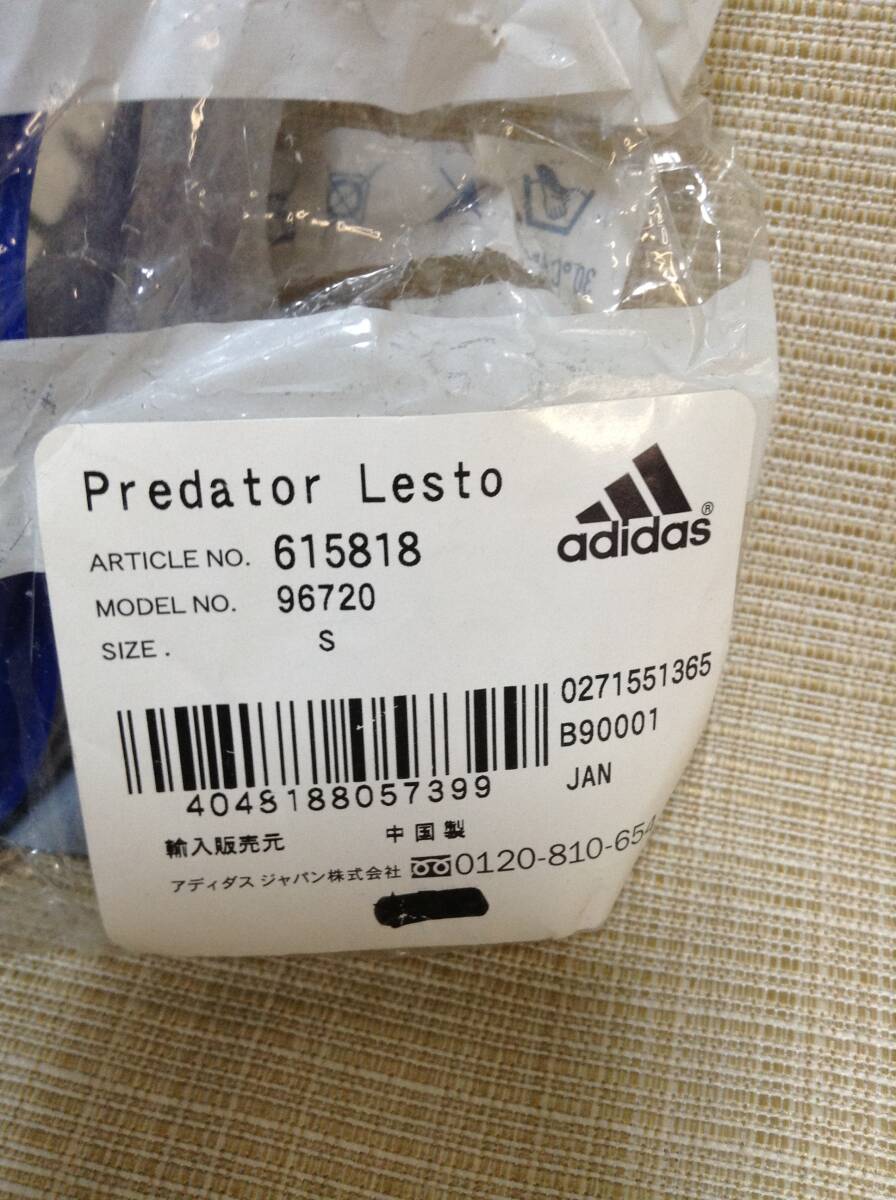 30°C
Predator Lesto
adidas®
ARTICLE NO. 615818
MODEL NO. 96720
SIZE. S
0271551365
B90001
JAN
4048188057399
輸入販売元 中国製
アディダス ジャパン株式会社 0120-810-654